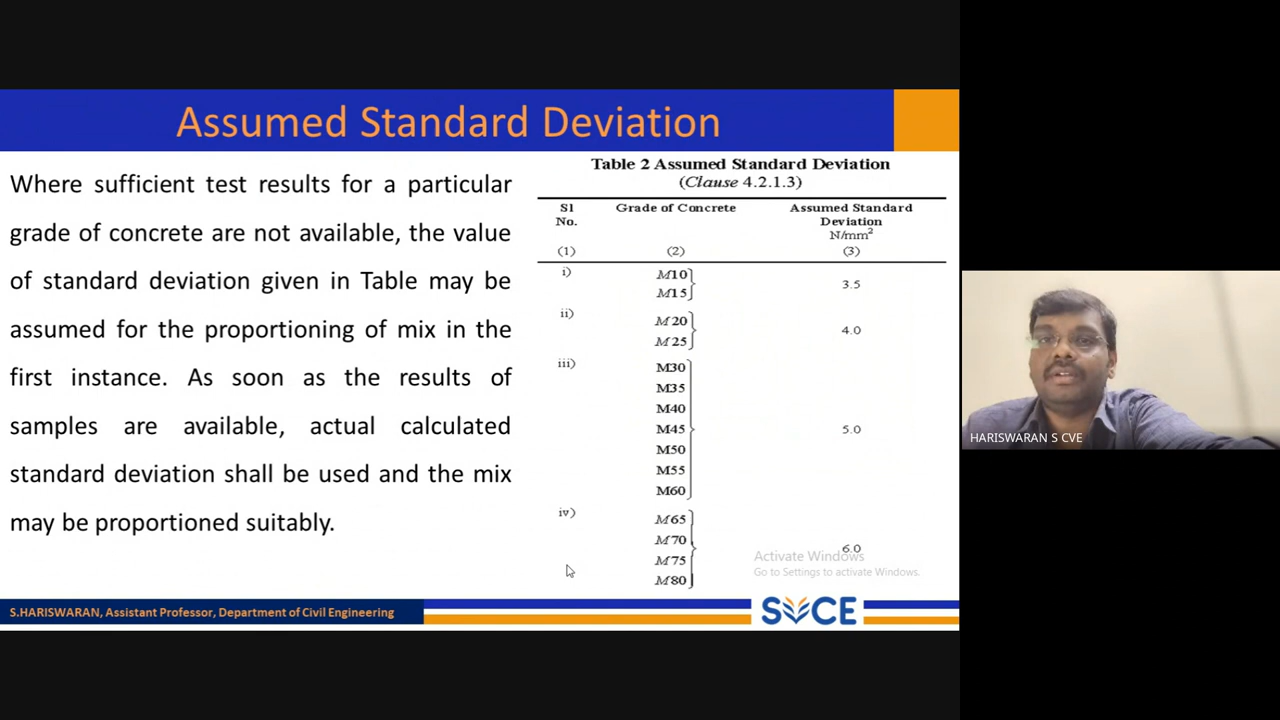 Assumed Standard Deviation
Where sufficient test results for a particular
grade of concrete are not available, the value
of standard deviation given in Table may be
assumed for the proportioning of mix in the
first instance. As soon as the results of
samples are available, actual calculated
standard deviation shall be used and the mix
may be proportioned suitably.
Table 2 Assumed Standard Deviation
(Clause 4.2.1.3)
Sl No. Grade of Concrete Assumed Standard Deviation N/mm²
(1) (2) (3)
i) M10
M15
3.5
ii) M20
M25
4.0
iii) M30
M35
M40
M45 5.0
M50
M55
M60
iv) M65
M70
6.0
M75
M80
Activate Windows
Go to Settings to activate Windows.
S.HARISWARAN, Assistant Professor, Department of Civil Engineering
SVCE
HARISWARAN S CVE